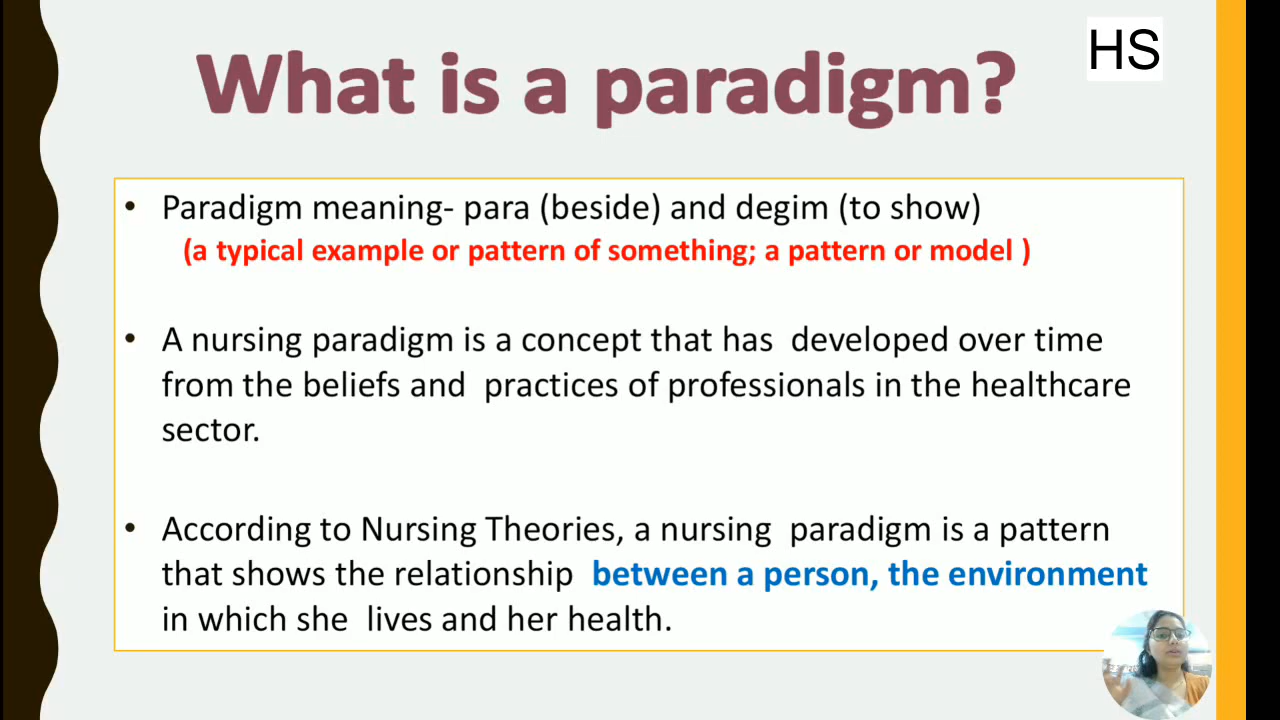 What is a paradigm?
HS
• Paradigm meaning- para (beside) and degim (to show)
(a typical example or pattern of something; a pattern or model )
• A nursing paradigm is a concept that has developed over time
from the beliefs and practices of professionals in the healthcare
sector.
• According to Nursing Theories, a nursing paradigm is a pattern
that shows the relationship between a person, the environment
in which she lives and her health.